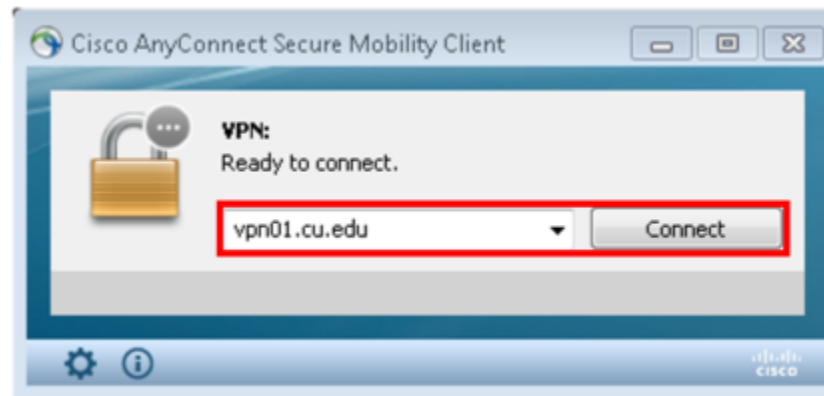 Cisco AnyConnect Secure Mobility Client
VPN:
Ready to connect.
vpn01.cu.edu
Connect
CISCO